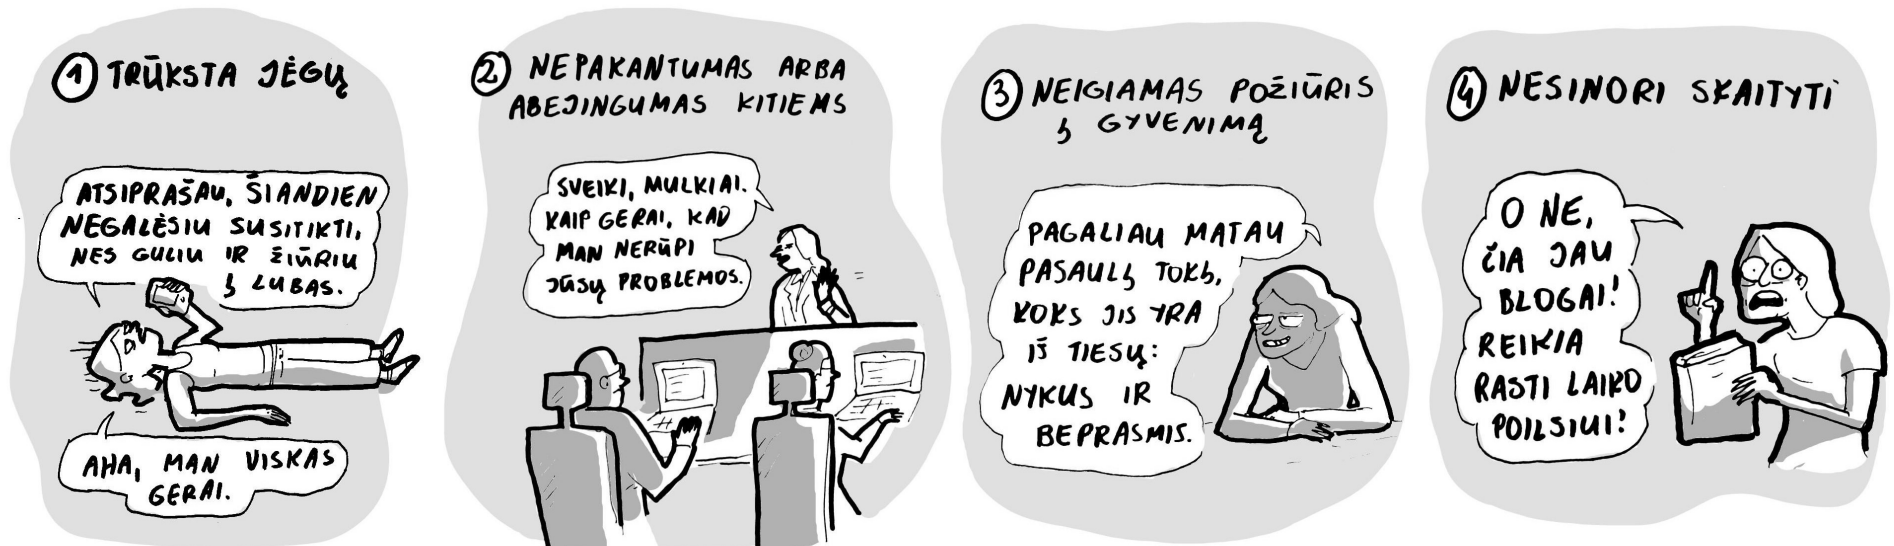 1 TRŪKSTA JĖGŲ
ATSIPRAŠAU, ŠIANDIEN
NEGALĖSIU SUSITIKTI,
NES GULIU IR ŽIŪRIU
Į LUBAS.
AHA, MAN VISKAS
GERAI.
2 NEPAKANTUMAS ARBA
ABEJINGUMAS KITIEMS
SVEIKI, MULKIAI.
KAIP GERAI, KAD
MAN NERŪPI
JŪSŲ PROBLEMOS.
3 NEIGIAMAS POŽIŪRIS
Į GYVENIMĄ
PAGALIAU MATAU
PASAULĮ TOKĮ,
KOKS JIS YRA
IŠ TIESŲ:
NYKUS IR
BEPRASMIS.
4 NESINORI SKAITYTI
O NE,
ČIA JAU
BLOGAI!
REIKIA
RASTI LAIKO
POILSIUI!